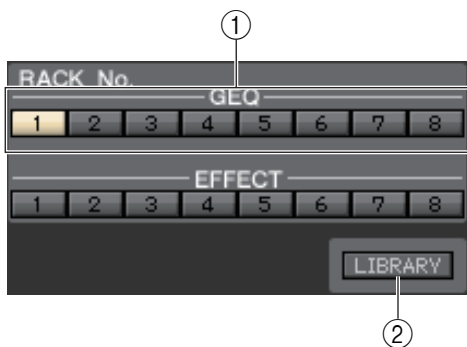 ①
RACK No.
GEQ
1 2 3 4 5 6 7 8
EFFECT
1 2 3 4 5 6 7 8
LIBRARY
②